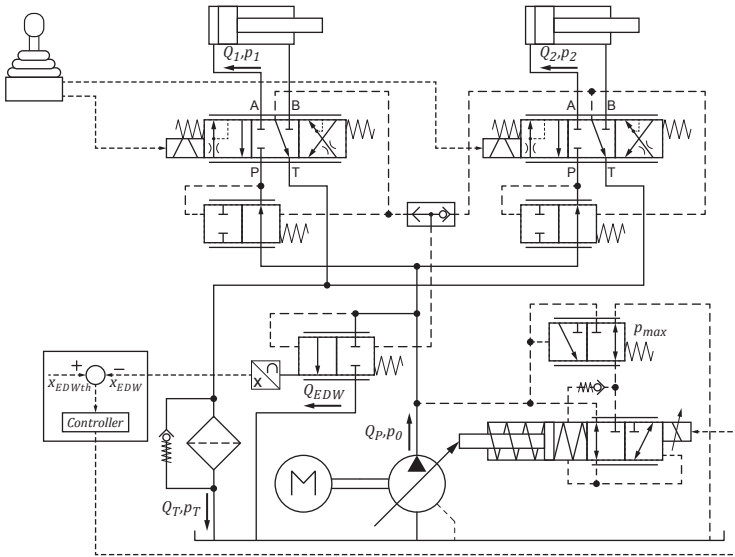 Q1,p1
Q2,p2
A B
A B
P T
P T
pmax
x
QEDW
+ −
xEDWth xEDW
Controller
QP,p0
M
QT,pT